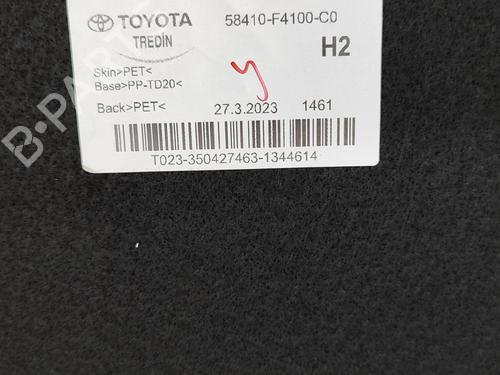 TOYOTA 58410-F4100-C0
TREDİN H2
Skin>PET<
Base>PP-TD20<
Back>PET< 27.3.2023 1461
T023-350427463-1344614
B-PARTS